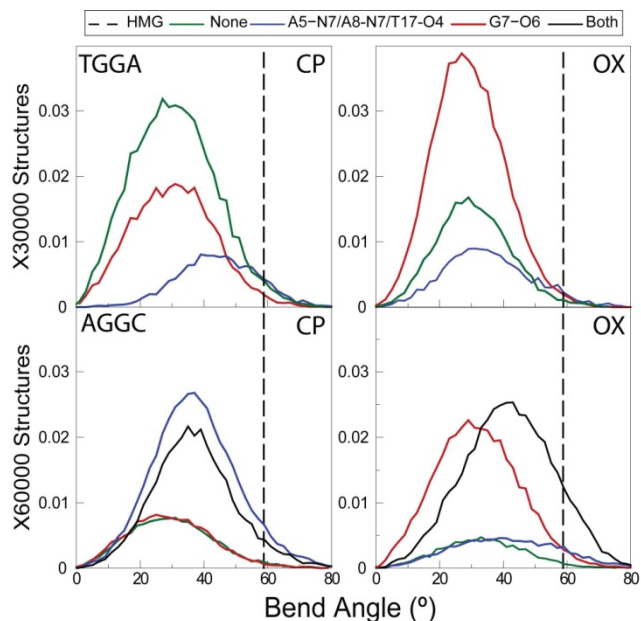 HMG None A5−N7/A8−N7/T17−O4 G7−O6 Both
TGGA CP OX
X30000 Structures
0.03
0.02
0.01
0
0.03
0.02
0.01
0
AGGC CP OX
X60000 Structures
0.03
0.02
0.01
0
0.03
0.02
0.01
0
0 20 40 60 80 0 20 40 60 80
Bend Angle (º)